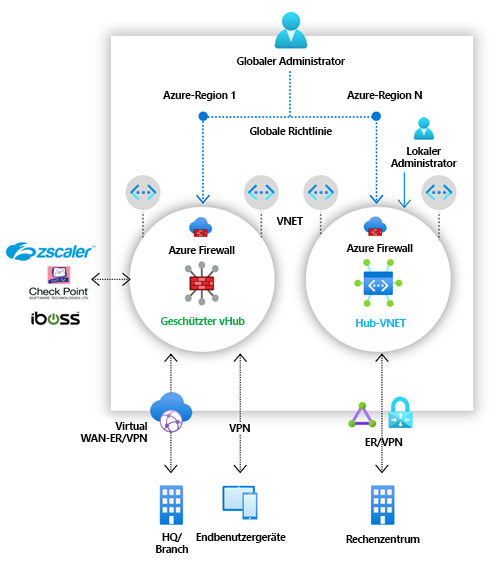 Globaler Administrator
Azure-Region 1
Azure-Region N
Globale Richtlinie
Lokaler
Administrator
VNET
Azure Firewall
Geschützter vHub
Azure Firewall
Hub-VNET
zscaler™
Check Point
SOFTWARE TECHNOLOGIES LTD.
iboss
Virtual
WAN-ER/VPN
VPN
ER/VPN
HQ/
Branch
Endbenutzergeräte
Rechenzentrum